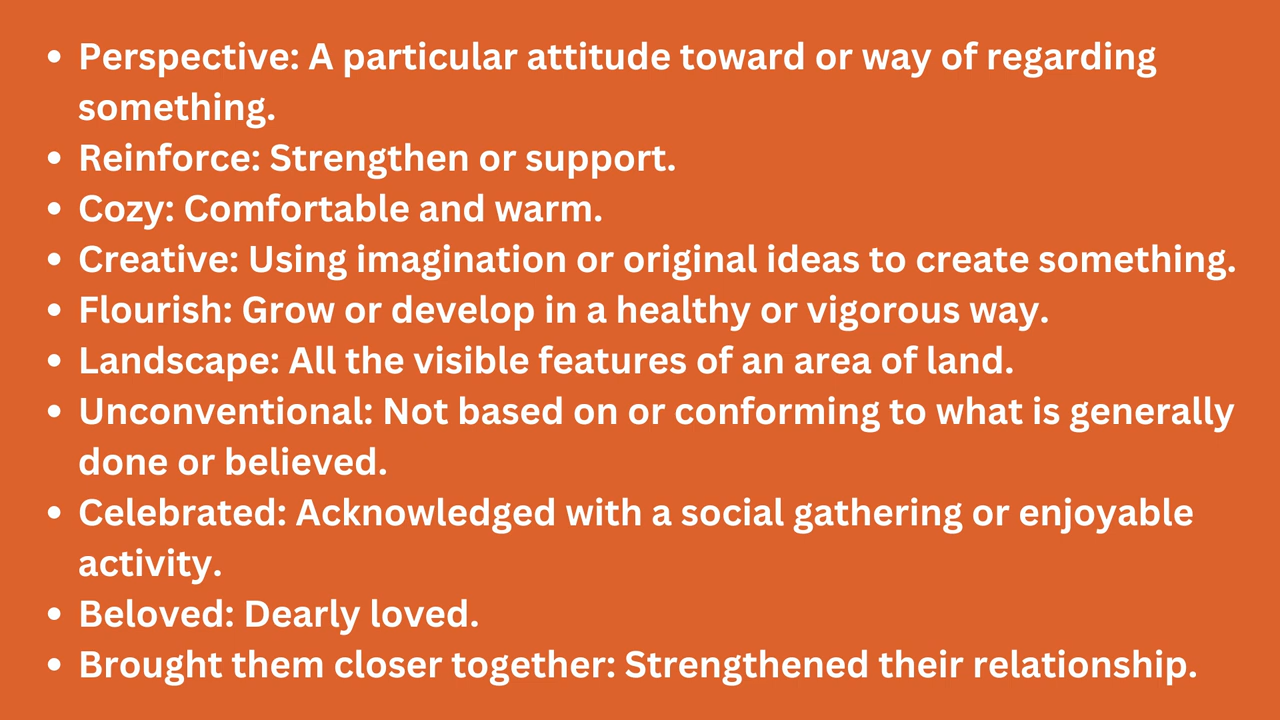 • Perspective: A particular attitude toward or way of regarding
something.
• Reinforce: Strengthen or support.
• Cozy: Comfortable and warm.
• Creative: Using imagination or original ideas to create something.
• Flourish: Grow or develop in a healthy or vigorous way.
• Landscape: All the visible features of an area of land.
• Unconventional: Not based on or conforming to what is generally
done or believed.
• Celebrated: Acknowledged with a social gathering or enjoyable
activity.
• Beloved: Dearly loved.
• Brought them closer together: Strengthened their relationship.